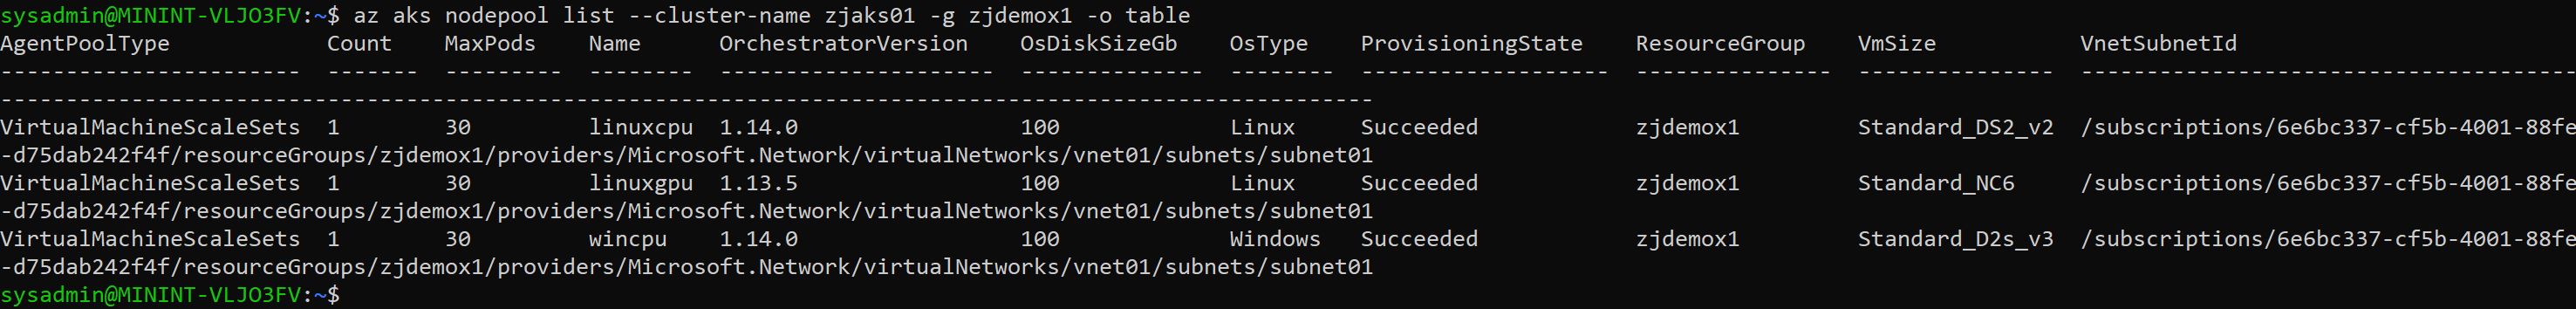 sysadmin@MININT-VLJO3FV:~$ az aks nodepool list --cluster-name zjaks01 -g zjdemox1 -o table
AgentPoolType            Count    MaxPods    Name      OrchestratorVersion    OsDiskSizeGb    OsType    ProvisioningState    ResourceGroup    VmSize           VnetSubnetId
-----------------------  -------  ---------  --------  ---------------------  --------------  --------  -------------------  ---------------  ---------------  --------------------------------------
---------------------------------------------------------------------------------------------------------
VirtualMachineScaleSets  1        30         linuxcpu  1.14.0                 100             Linux     Succeeded            zjdemox1         Standard_DS2_v2  /subscriptions/6e6bc337-cf5b-4001-88fe
-d75dab242f4f/resourceGroups/zjdemox1/providers/Microsoft.Network/virtualNetworks/vnet01/subnets/subnet01
VirtualMachineScaleSets  1        30         linuxgpu  1.13.5                 100             Linux     Succeeded            zjdemox1         Standard_NC6     /subscriptions/6e6bc337-cf5b-4001-88fe
-d75dab242f4f/resourceGroups/zjdemox1/providers/Microsoft.Network/virtualNetworks/vnet01/subnets/subnet01
VirtualMachineScaleSets  1        30         wincpu    1.14.0                 100             Windows   Succeeded            zjdemox1         Standard_D2s_v3  /subscriptions/6e6bc337-cf5b-4001-88fe
-d75dab242f4f/resourceGroups/zjdemox1/providers/Microsoft.Network/virtualNetworks/vnet01/subnets/subnet01
sysadmin@MININT-VLJO3FV:~$